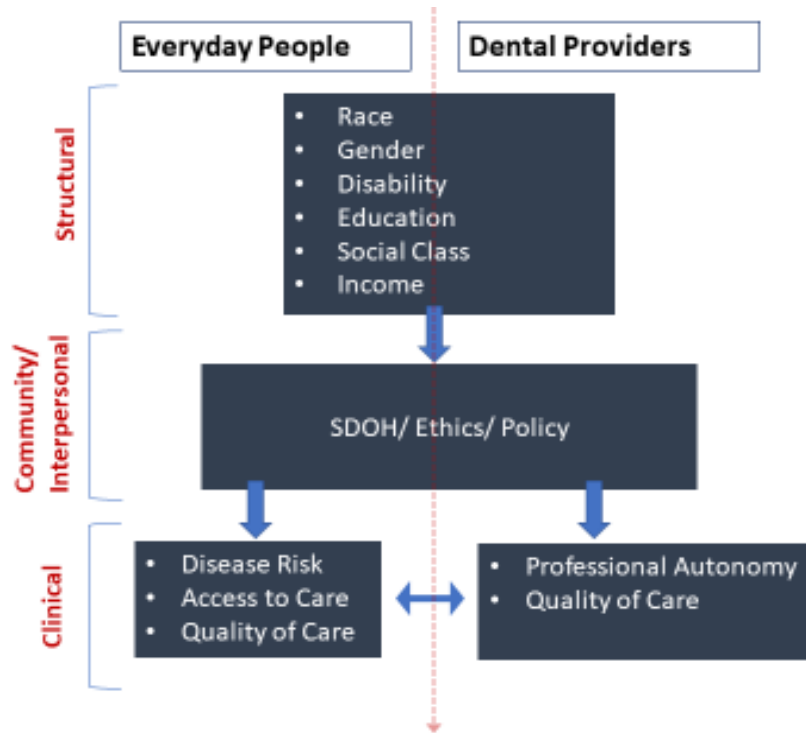 Everyday People
Dental Providers
Structural
• Race
• Gender
• Disability
• Education
• Social Class
• Income
Community/
Interpersonal
SDOH/ Ethics/ Policy
Clinical
• Disease Risk
• Access to Care
• Quality of Care
• Professional Autonomy
• Quality of Care